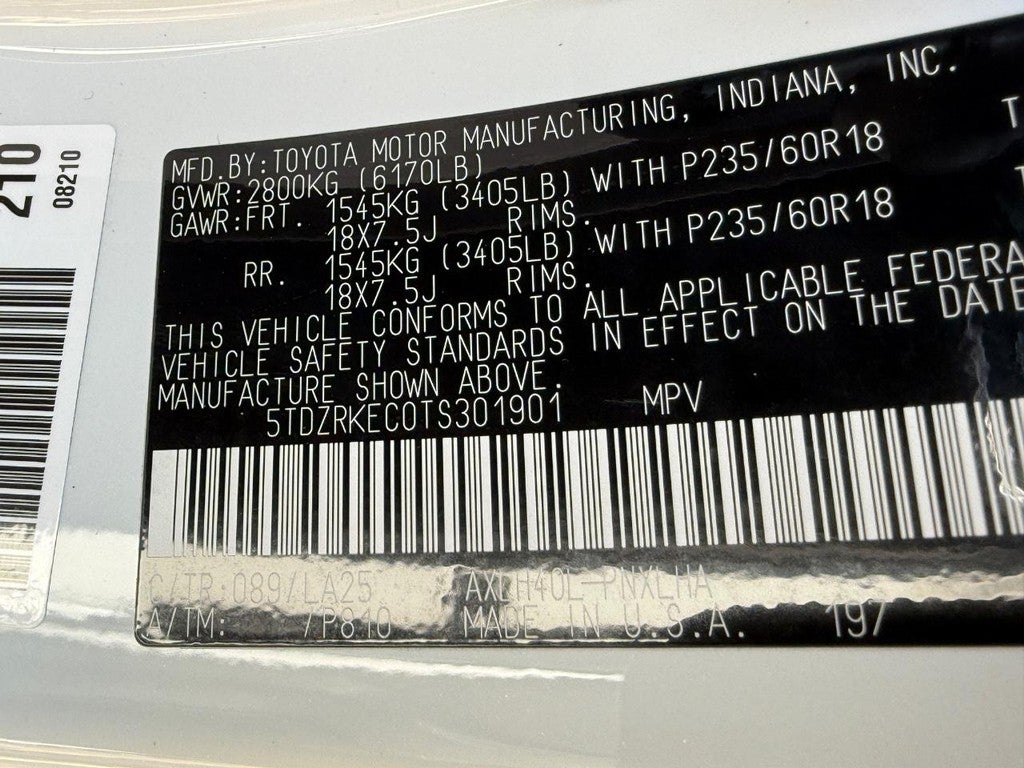 210
08210
MFD.BY:TOYOTA MOTOR MANUFACTURING, INDIANA, INC.
GVWR:2800KG (6170LB)
GAWR:FRT. 1545KG (3405LB) WITH P235/60R18 T
18X7.5J RIMS.
RR. 1545KG (3405LB) WITH P235/60R18 T
18X7.5J RIMS.
THIS VEHICLE CONFORMS TO ALL APPLICABLE FEDERA
VEHICLE SAFETY STANDARDS IN EFFECT ON THE DATE
MANUFACTURE SHOWN ABOVE.
5TDZRKEC0TS301901 MPV
C/TR:089/LA25 AXLH40L-PNXLHA
A/TM: /P810 MADE IN U.S.A. 197